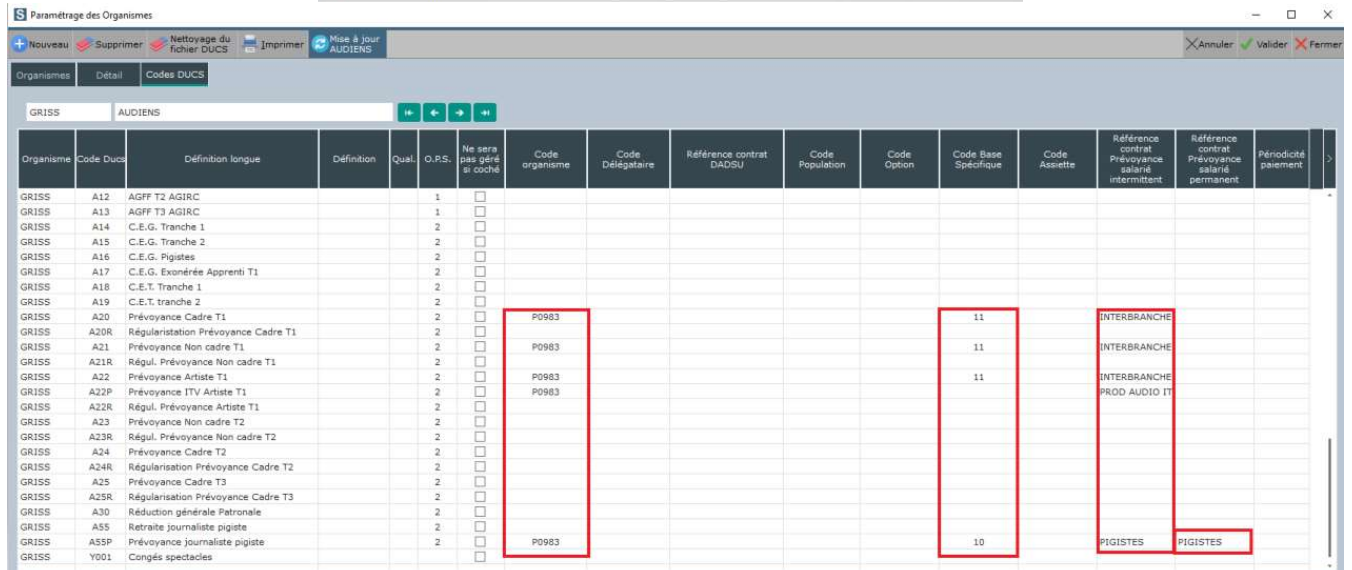 S Paramétrage des Organismes
Nouveau Supprimer Nettoyage du fichier DUCS Imprimer Mise à jour AUDIENS Annuler Valider Fermer
Organismes Détail Codes DUCS
GRISS AUDIENS
Organisme Code Ducs Définition longue Définition Qual. O.P.S. Ne sera pas géré si coché Code organisme Code Délégataire Référence contrat DADSU Code Population Code Option Code Base Spécifique Code Assiette Référence contrat Prévoyance salarié intermittent Référence contrat Prévoyance salarié permanent Périodicité paiement >
GRISS A12 AGFF T2 AGIRC 1
GRISS A13 AGFF T3 AGIRC 1
GRISS A14 C.E.G. Tranche 1 2
GRISS A15 C.E.G. Tranche 2 2
GRISS A16 C.E.G. Pigistes 2
GRISS A17 C.E.G. Exonérée Apprenti T1 2
GRISS A18 C.E.T. Tranche 1 2
GRISS A19 C.E.T. tranche 2 2
GRISS A20 Prévoyance Cadre T1 2 P0983 11 INTERBRANCHE
GRISS A20R Régularistation Prévoyance Cadre T1 2
GRISS A21 Prévoyance Non cadre T1 2 P0983 11 INTERBRANCHE
GRISS A21R Régul. Prévoyance Non cadre T1 2
GRISS A22 Prévoyance Artiste T1 2 P0983 11 INTERBRANCHE
GRISS A22P Prévoyance ITV Artiste T1 2 P0983 PROD AUDIO IT
GRISS A22R Régul. Prévoyance Artiste T1 2
GRISS A23 Prévoyance Non cadre T2 2
GRISS A23R Régul. Prévoyance Non cadre T2 2
GRISS A24 Prévoyance Cadre T2 2
GRISS A24R Régularisation Prévoyance Cadre T2 2
GRISS A25 Prévoyance Cadre T3 2
GRISS A25R Régularisation Prévoyance Cadre T3 2
GRISS A30 Réduction générale Patronale 2
GRISS A55 Retraite journaliste pigiste 2
GRISS A55P Prévoyance journaliste pigiste 2 P0983 10 PIGISTES PIGISTES
GRISS Y001 Congés spectacles